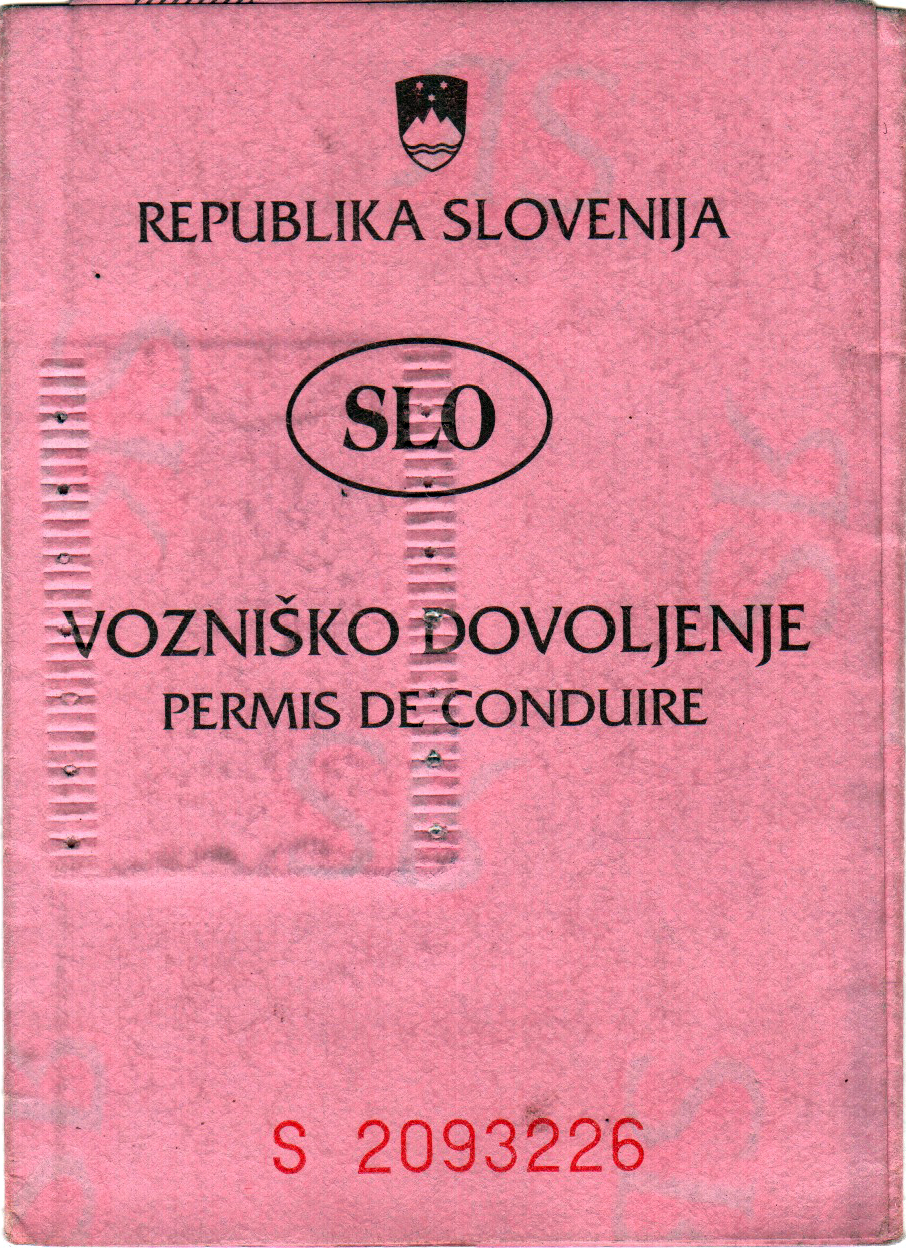 REPUBLIKA SLOVENIJA
SLO
VOZNIŠKO DOVOLJENJE
PERMIS DE CONDUIRE
S 2093226